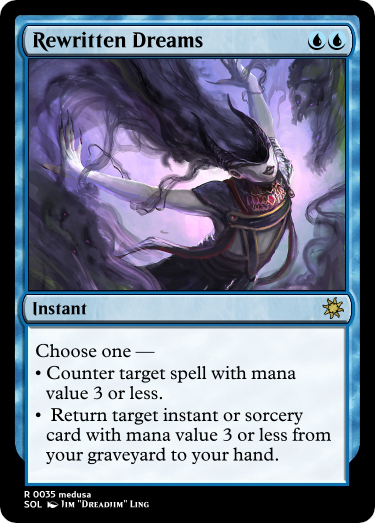 Rewritten Dreams
Instant
Choose one —
• Counter target spell with mana
value 3 or less.
• Return target instant or sorcery
card with mana value 3 or less from
your graveyard to your hand.
R 0035 medusa
SOL Jim "Dreadjim" Ling